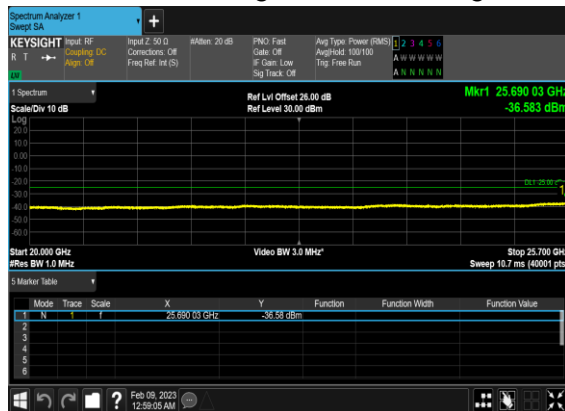 Spectrum Analyzer 1
Swept SA
+
KEYSIGHT Input: RF Input Z: 50 Ω #Atten: 20 dB PNO: Fast Avg Type: Power (RMS) 1 2 3 4 5 6
R T Coupling: DC Corrections: Off Gate: Off Avg|Hold: 100/100 A W W W W W
Align: Off Freq Ref: Int (S) IF Gain: Low Trig: Free Run
Sig Track: Off A N N N N N
1 Spectrum Ref Lvl Offset 26.00 dB Mkr1 25.690 03 GHz
Scale/Div 10 dB Ref Level 30.00 dBm -36.583 dBm
Log
20.0
10.0
0.00
-10.0
-20.0
DL1 -25.00
1
-30.0
-40.0
-50.0
-60.0
Start 20.000 GHz Video BW 3.0 MHz* Stop 25.700 GHz
#Res BW 1.0 MHz Sweep 10.7 ms (40001 pts
5 Marker Table
Mode Trace Scale X Y Function Function Width Function Value
1 N 1 f 25.690 03 GHz -36.58 dBm
2
3
4
5
6
? Feb 09, 2023
12:59:05 AM